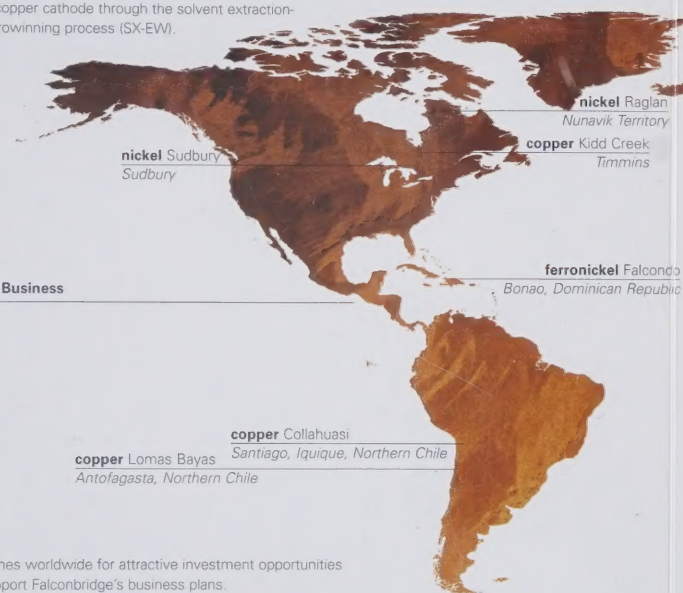 copper cathode through the solvent extraction-
rowinning process (SX-EW).
nickel Raglan
Nunavik Territory
copper Kidd Creek
Timmins
nickel Sudbury
Sudbury
ferronickel Falcondo
Bonao, Dominican Republic
Business
copper Collahuasi
Santiago, Iquique, Northern Chile
copper Lomas Bayas
Antofagasta, Northern Chile
nes worldwide for attractive investment opportunities
pport Falconbridge's business plans.